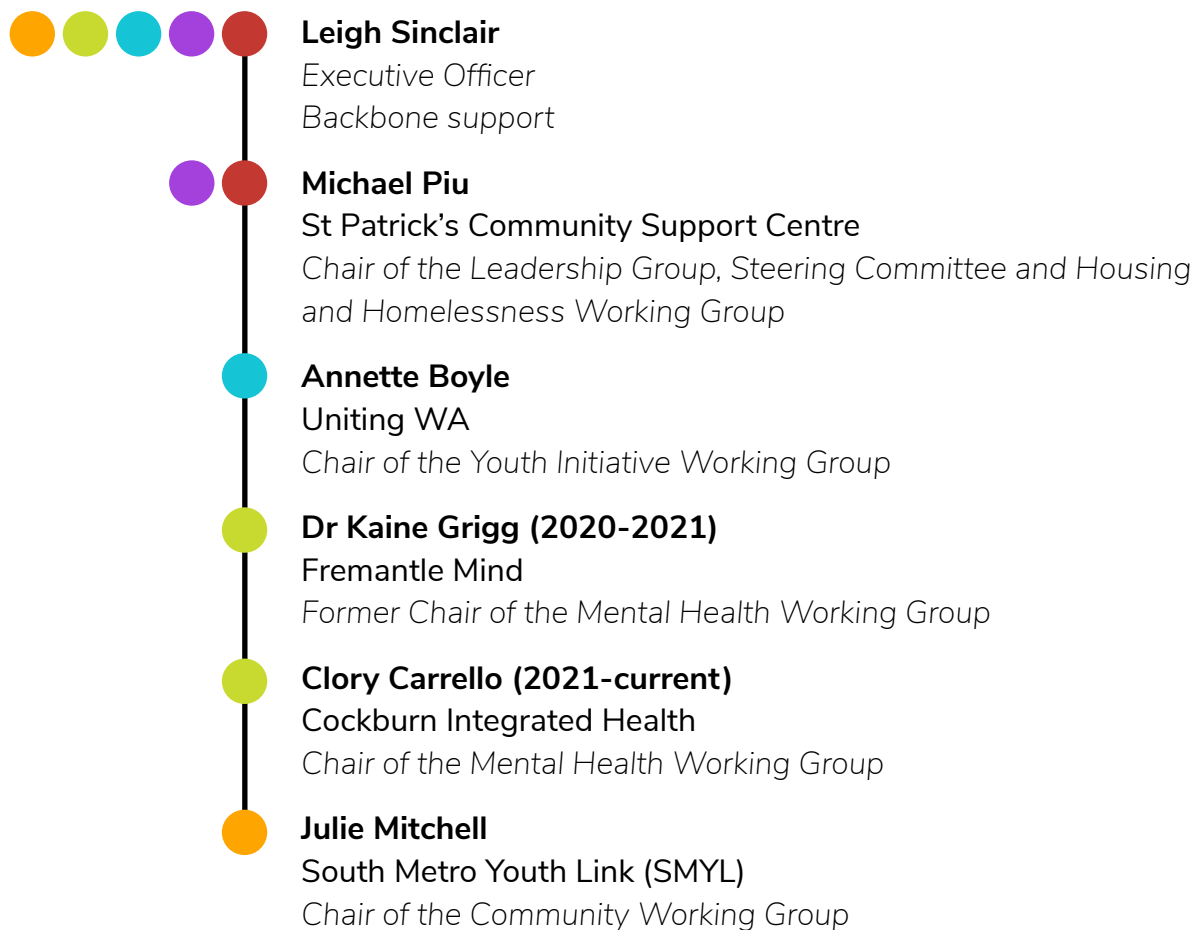 Leigh Sinclair
Executive Officer
Backbone support
Michael Piu
St Patrick’s Community Support Centre
Chair of the Leadership Group, Steering Committee and Housing
and Homelessness Working Group
Annette Boyle
Uniting WA
Chair of the Youth Initiative Working Group
Dr Kaine Grigg (2020-2021)
Fremantle Mind
Former Chair of the Mental Health Working Group
Clory Carrello (2021-current)
Cockburn Integrated Health
Chair of the Mental Health Working Group
Julie Mitchell
South Metro Youth Link (SMYL)
Chair of the Community Working Group